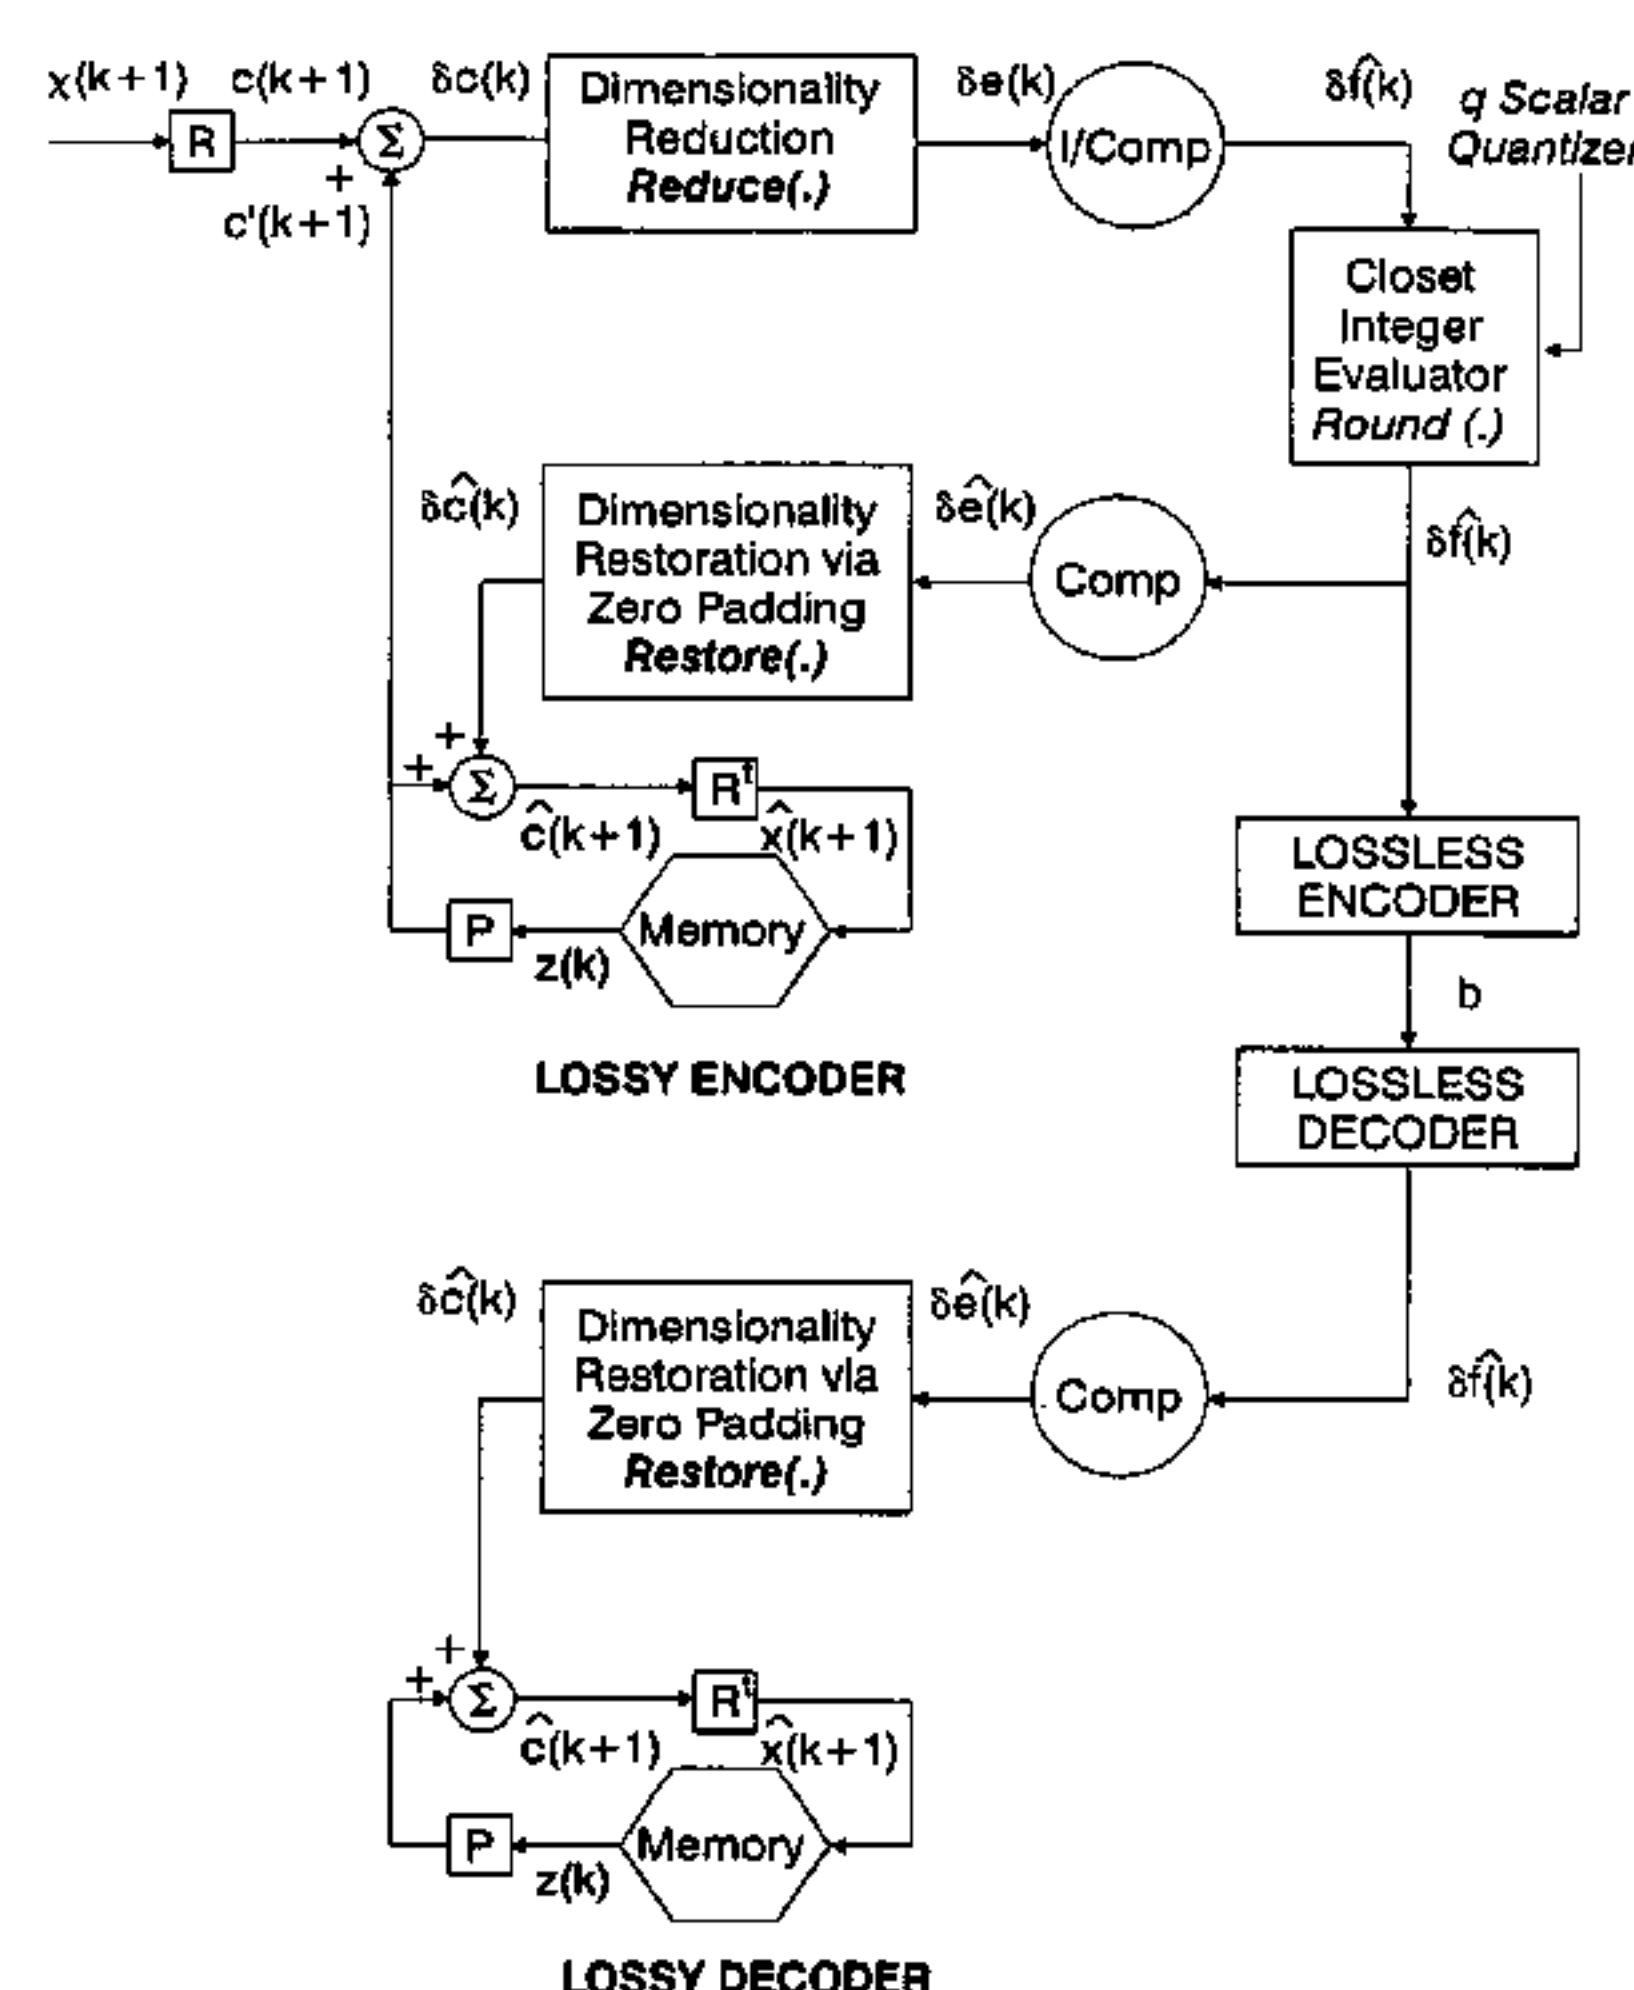 x(k+1)
c(k+1)
δc(k)
R
Σ
+
c'(k+1)
Dimensionality
Reduction
Reduce(.)
δe(k)
I/Comp
δf̂(k)
q Scalar
Quantizer
Closet
Integer
Evaluator
Round (.)
δf̂(k)
Comp
δê(k)
Dimensionality
Restoration via
Zero Padding
Restore(.)
δĉ(k)
+
+
Σ
ĉ(k+1)
Rᵗ
x̂(k+1)
Memory
z(k)
P
LOSSY ENCODER
LOSSLESS
ENCODER
b
LOSSLESS
DECODER
δf̂(k)
Comp
δê(k)
Dimensionality
Restoration via
Zero Padding
Restore(.)
δĉ(k)
+
+
Σ
ĉ(k+1)
Rᵗ
x̂(k+1)
Memory
z(k)
P
LOSSY DECODER